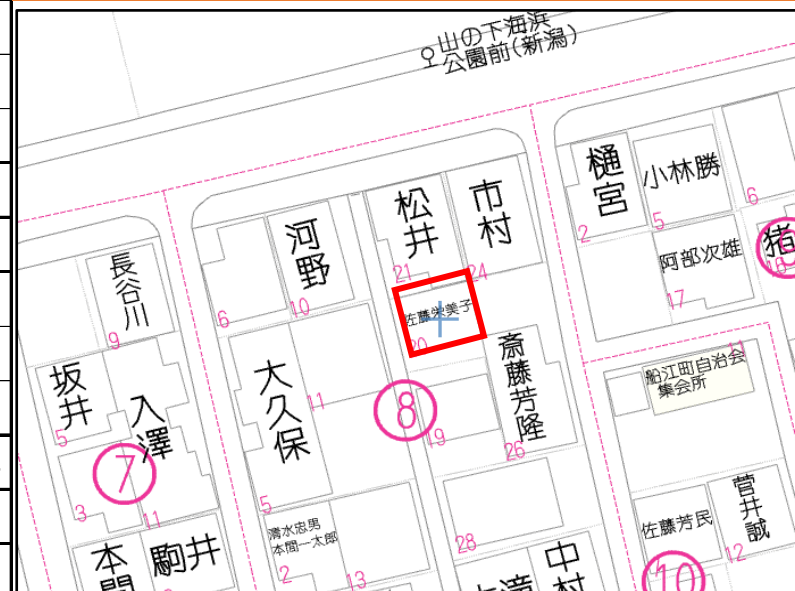 山の下海浜
公園前(新潟)
樋宮
2
小林勝
5
6
阿部次雄
17
猪
16
9
松井
21
市村
24
河野
10
6
長谷川
9
佐藤栄美子
20
坂井
5
入澤
11
7
3
大久保
5
11
8
19
斎藤芳隆
26
船江町自治会
集会所
11
清水忠男
本間一太郎
2
13
28
佐藤芳民
菅井誠
12
10
本間
駒井
中村
滝